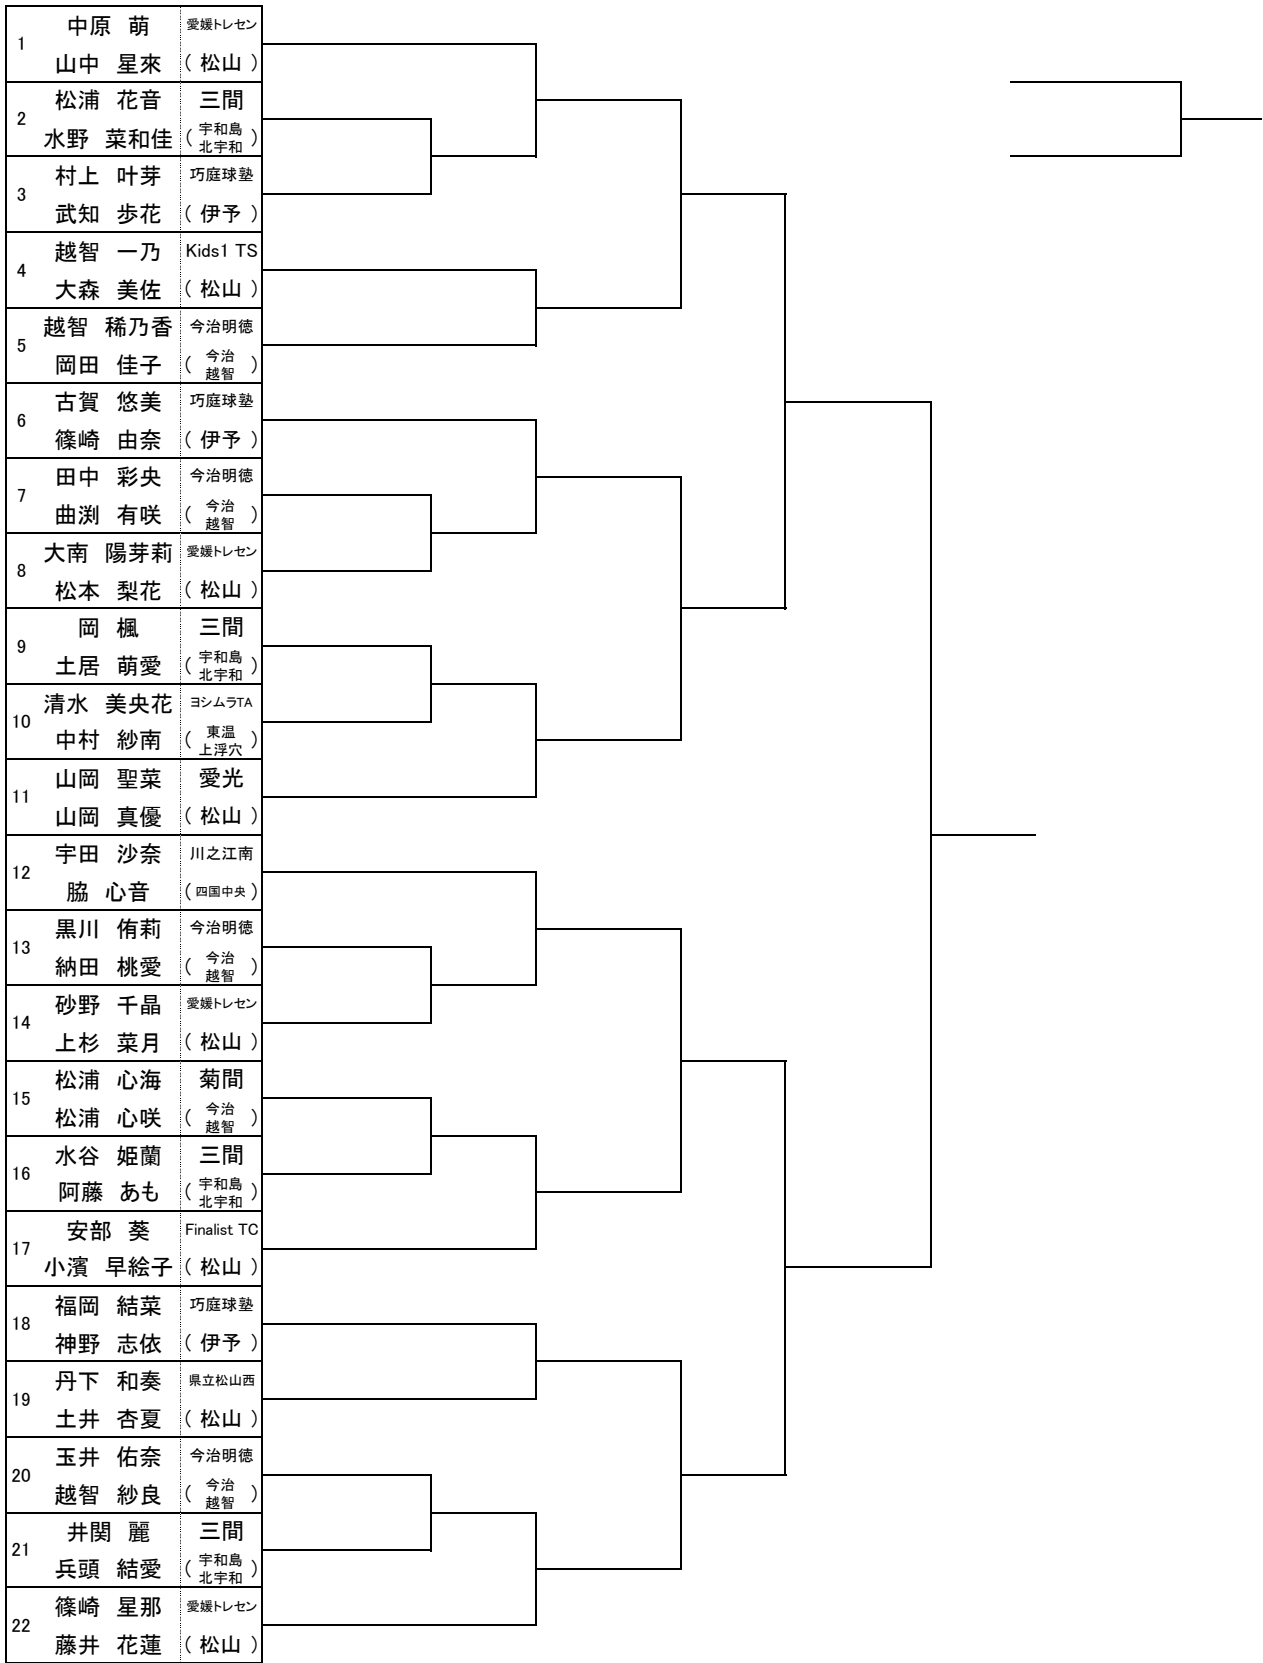 1 中原 萌 愛媛トレセン
山中 星來 ( 松山 )
2 松浦 花音 三間
水野 菜和佳 ( 宇和島 北宇和 )
3 村上 叶芽 巧庭球塾
武知 歩花 ( 伊予 )
4 越智 一乃 Kids1 TS
大森 美佐 ( 松山 )
5 越智 稀乃香 今治明徳
岡田 佳子 ( 今治 越智 )
6 古賀 悠美 巧庭球塾
篠崎 由奈 ( 伊予 )
7 田中 彩央 今治明徳
曲渕 有咲 ( 今治 越智 )
8 大南 陽芽莉 愛媛トレセン
松本 梨花 ( 松山 )
9 岡 楓 三間
土居 萌愛 ( 宇和島 北宇和 )
10 清水 美央花 ヨシムラTA
中村 紗南 ( 東温 上浮穴 )
11 山岡 聖菜 愛光
山岡 真優 ( 松山 )
12 宇田 沙奈 川之江南
脇 心音 ( 四国中央 )
13 黒川 侑莉 今治明徳
納田 桃愛 ( 今治 越智 )
14 砂野 千晶 愛媛トレセン
上杉 菜月 ( 松山 )
15 松浦 心海 菊間
松浦 心咲 ( 今治 越智 )
16 水谷 姫蘭 三間
阿藤 あも ( 宇和島 北宇和 )
17 安部 葵 Finalist TC
小濱 早絵子 ( 松山 )
18 福岡 結菜 巧庭球塾
神野 志依 ( 伊予 )
19 丹下 和奏 県立松山西
土井 杏夏 ( 松山 )
20 玉井 佑奈 今治明徳
越智 紗良 ( 今治 越智 )
21 井関 麗 三間
兵頭 結愛 ( 宇和島 北宇和 )
22 篠崎 星那 愛媛トレセン
藤井 花蓮 ( 松山 )